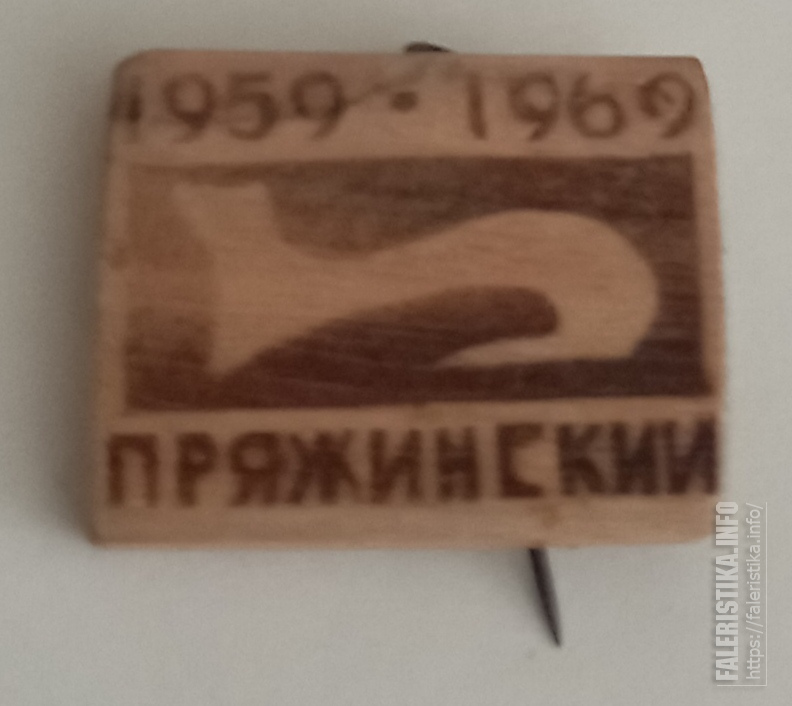 1959 · 1969
ПРЯЖИНСКИЙ
FALERISTIKA.INFO
https://faleristika.info/